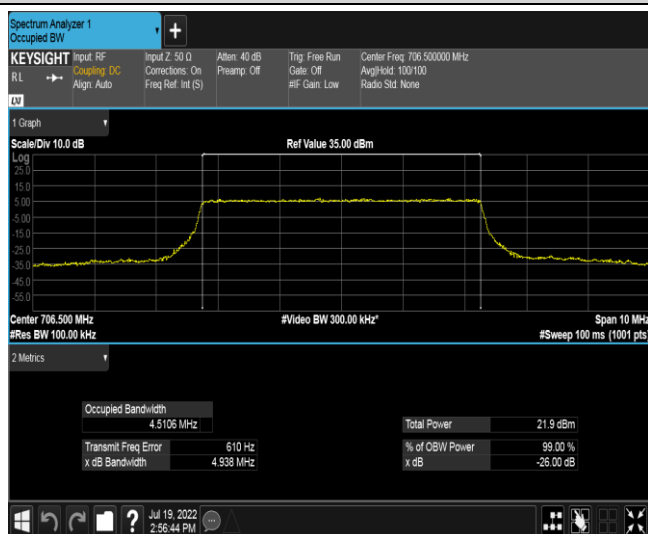 Spectrum Analyzer 1
Occupied BW
KEYSIGHT
RL
LXI
Input: RF
Coupling: DC
Align: Auto
Input Z: 50 Ω
Corrections: On
Freq Ref: Int (S)
Atten: 40 dB
Preamp: Off
Trig: Free Run
Gate: Off
#IF Gain: Low
Center Freq: 706.500000 MHz
Avg|Hold: 100/100
Radio Std: None
1 Graph
Scale/Div 10.0 dB
Ref Value 35.00 dBm
Log
25.0
15.0
5.00
-5.00
-15.0
-25.0
-35.0
-45.0
-55.0
Center 706.500 MHz
#Video BW 300.00 kHz*
Span 10 MHz
#Res BW 100.00 kHz
#Sweep 100 ms (1001 pts)
2 Metrics
Occupied Bandwidth
4.5106 MHz
Total Power 21.9 dBm
Transmit Freq Error 610 Hz
% of OBW Power 99.00 %
x dB Bandwidth 4.938 MHz
x dB -26.00 dB
?
Jul 19, 2022
2:56:44 PM